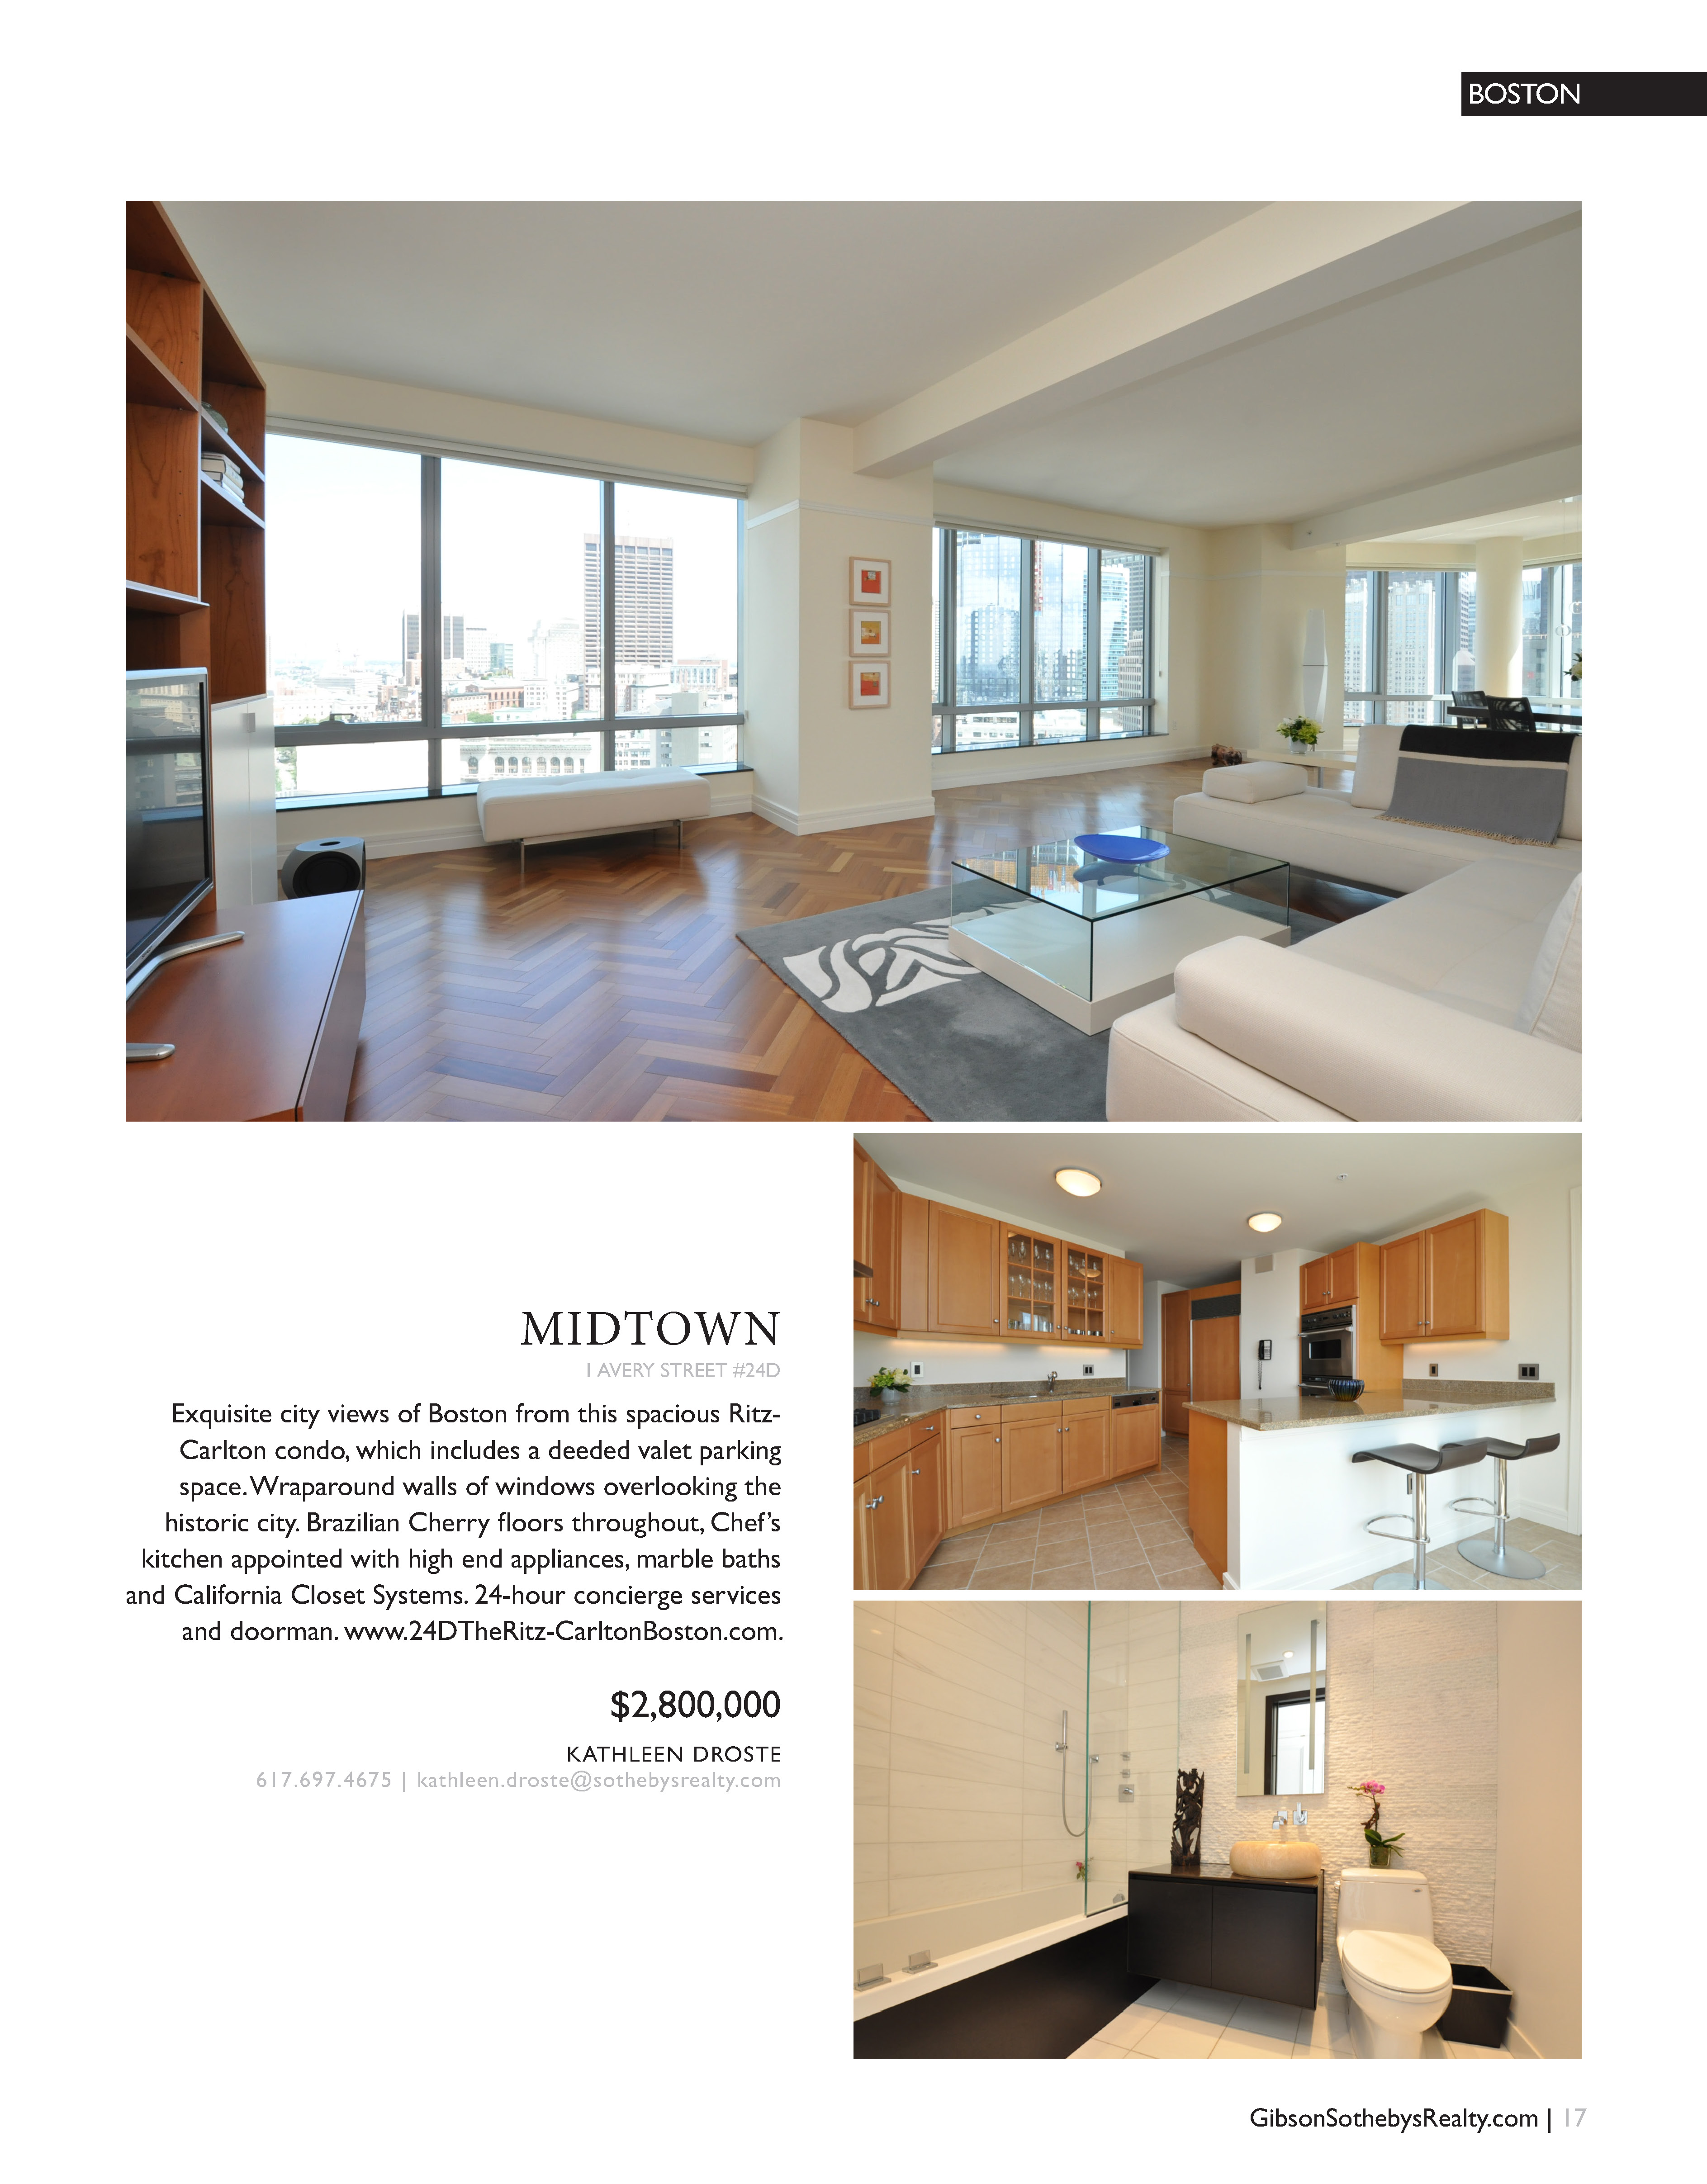 BOSTON
MIDTOWN
1 AVERY STREET #24D
Exquisite city views of Boston from this spacious Ritz-
Carlton condo, which includes a deeded valet parking
space. Wraparound walls of windows overlooking the
historic city. Brazilian Cherry floors throughout, Chef’s
kitchen appointed with high end appliances, marble baths
and California Closet Systems. 24-hour concierge services
and doorman. www.24DTheRitz-CarltonBoston.com.
$2,800,000
KATHLEEN DROSTE
617.697.4675 | kathleen.droste@sothebysrealty.com
GibsonSothebysRealty.com | 17